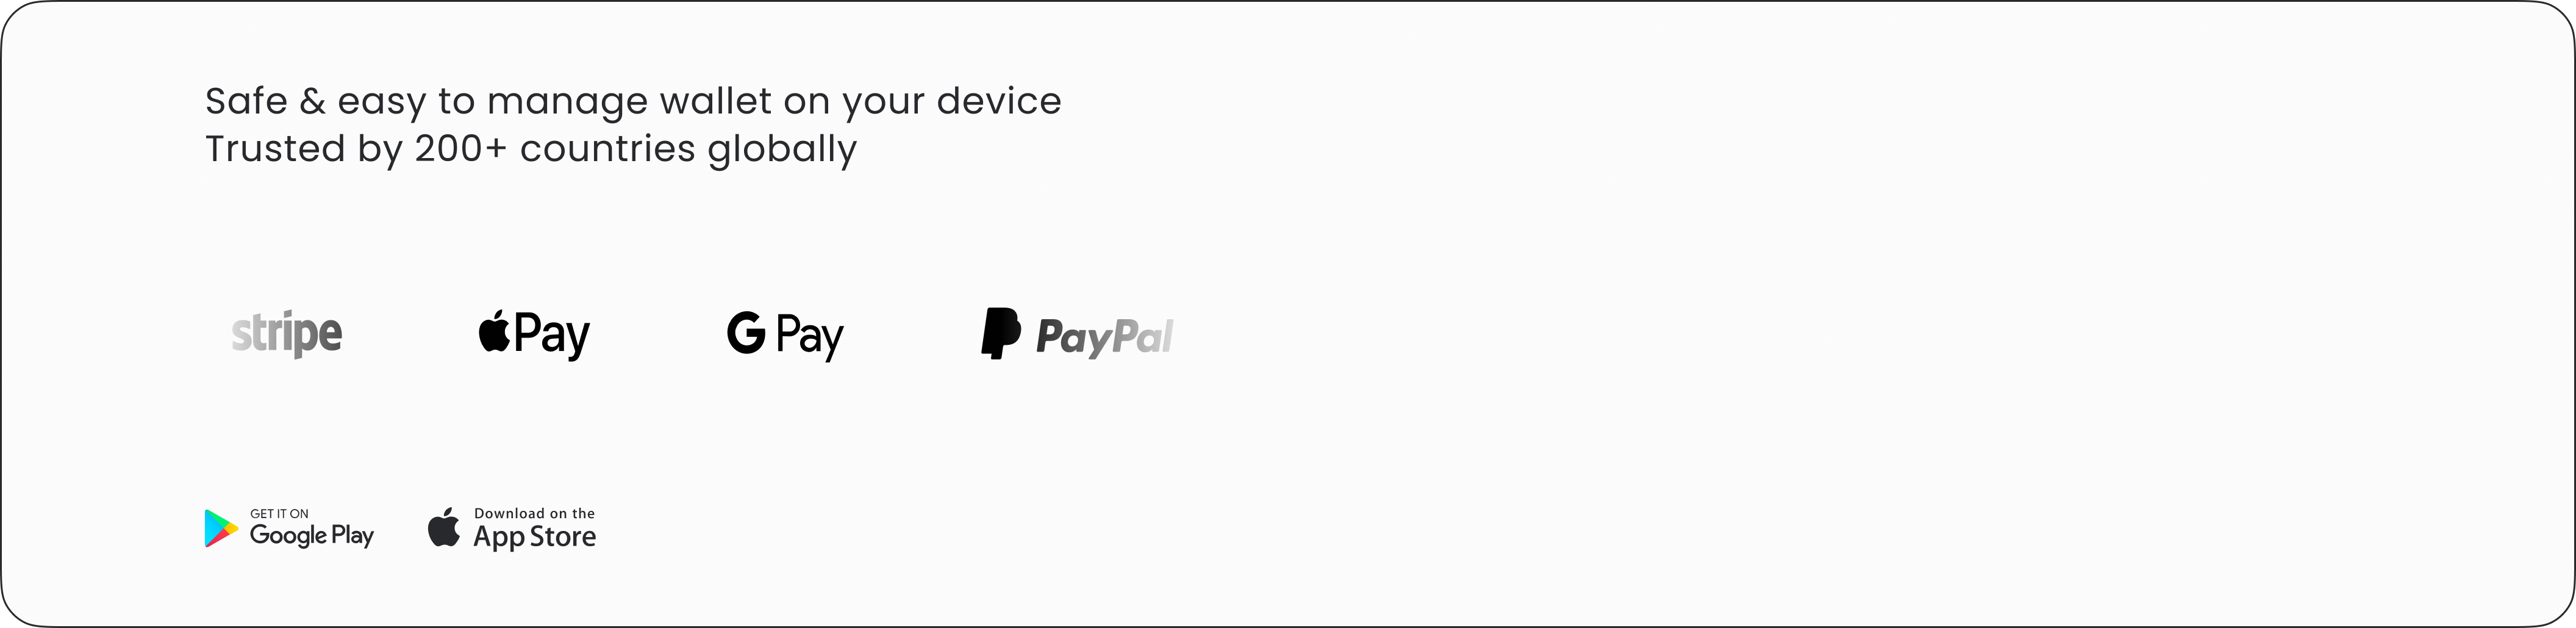 Safe & easy to manage wallet on your device
Trusted by 200+ countries globally
stripe
Pay
G Pay
PayPal
GET IT ON
Google Play
Download on the
App Store